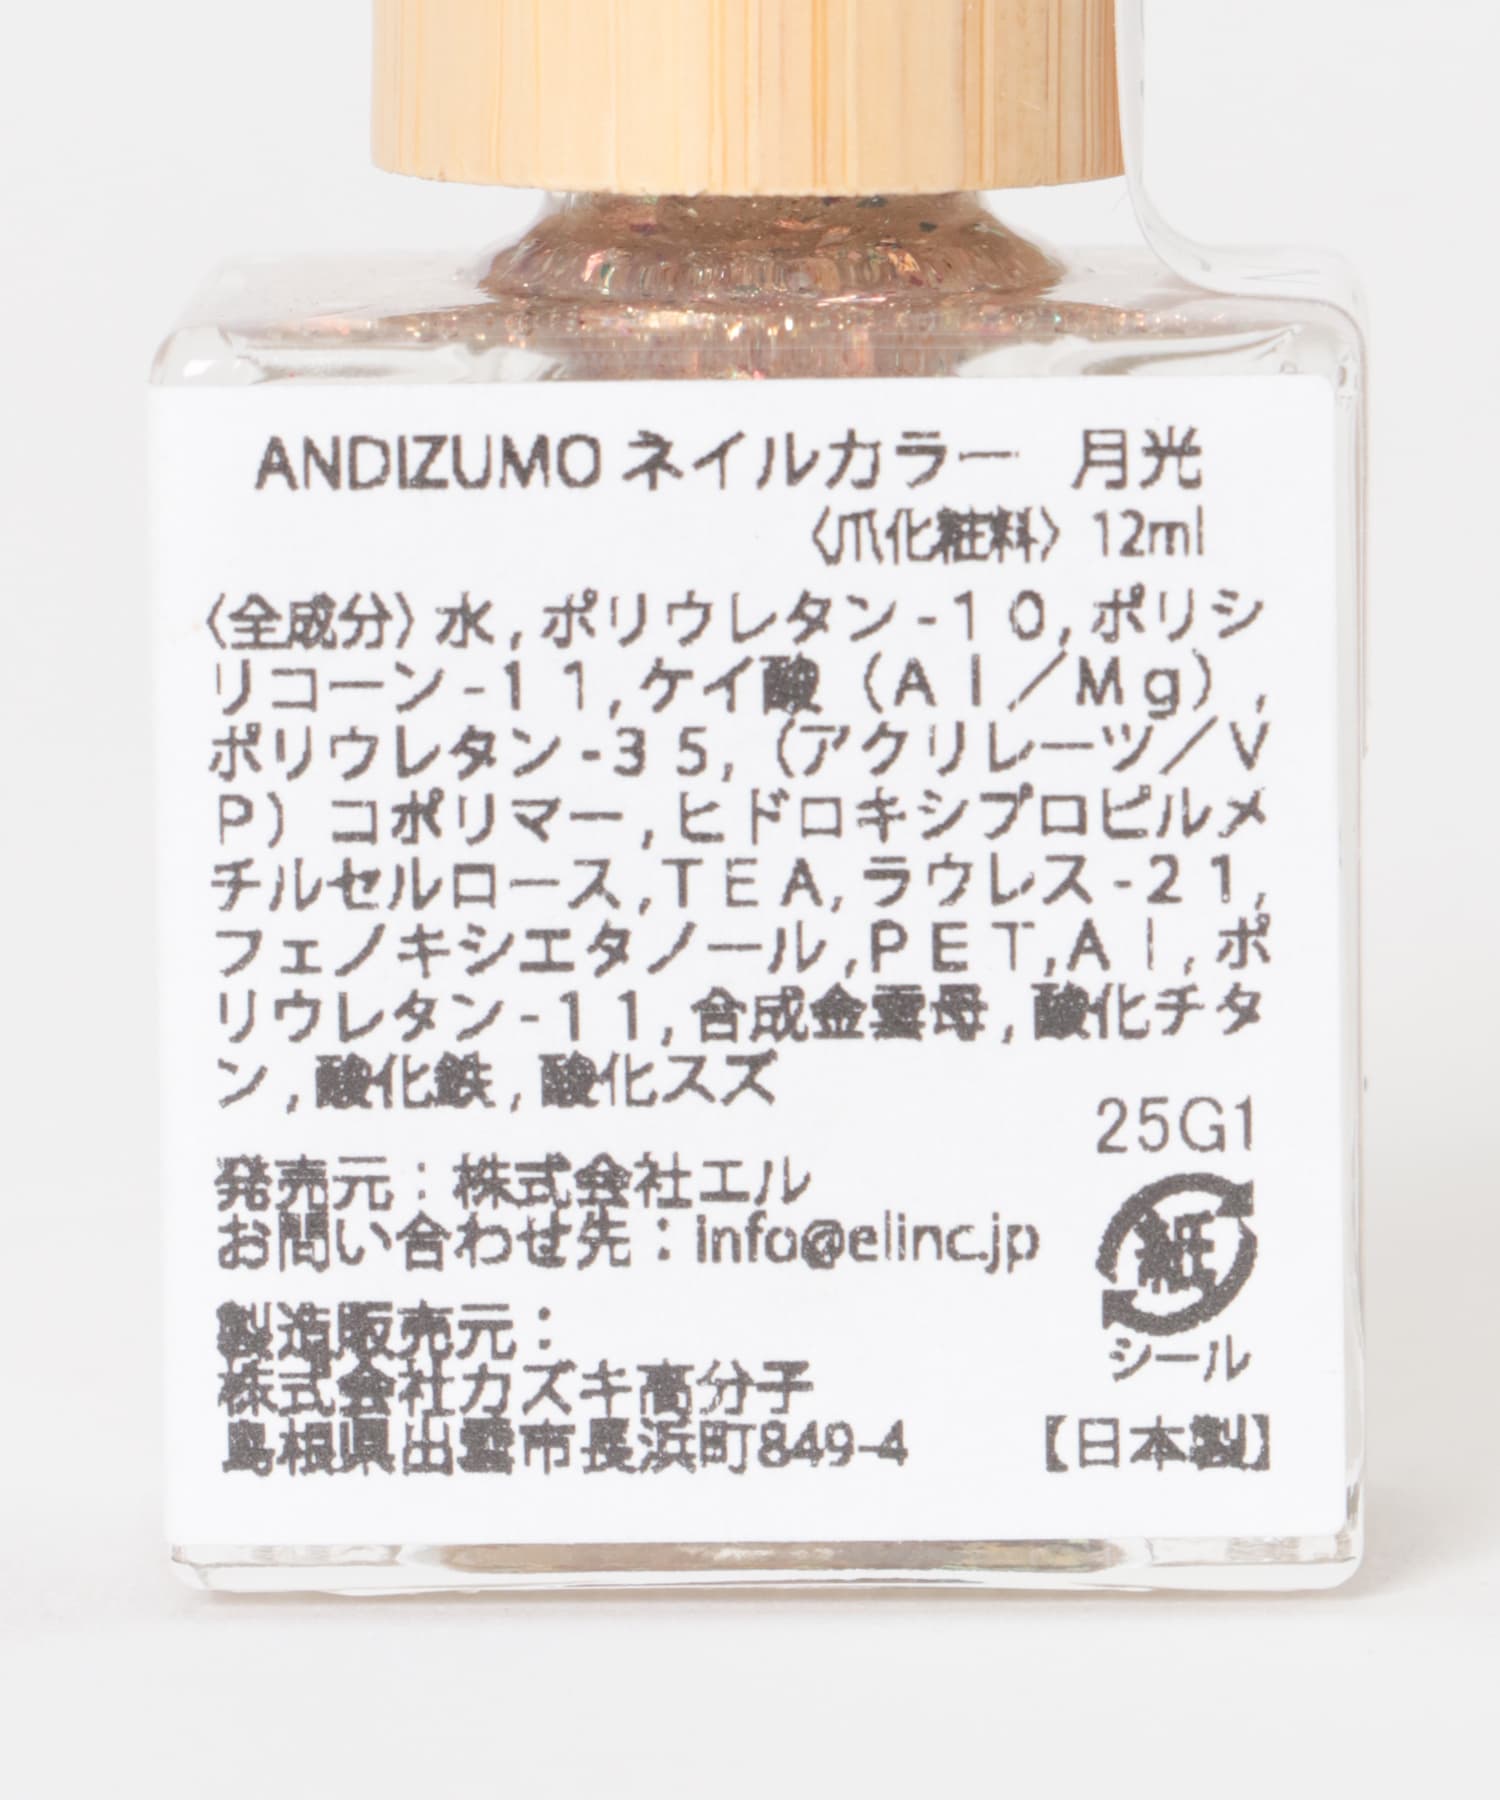 ANDIZUMO ネイルカラー　月光
〈爪化粧料〉 12ml
〈全成分〉水,ポリウレタン-１０,ポリシ
リコーン-１１,ケイ酸（Ａｌ／Ｍｇ）,
ポリウレタン-３５,（アクリレーツ／Ｖ
Ｐ）コポリマー,ヒドロキシプロピルメ
チルセルロース,ＴＥＡ,ラウレス-２１,
フェノキシエタノール,ＰＥＴ,Ａｌ,ポ
リウレタン-１１,合成金雲母,酸化チタ
ン,酸化鉄,酸化スズ
25G1
発売元：株式会社エル
お問い合わせ先：info@elinc.jp
紙
シール
製造販売元：
株式会社カズキ高分子
島根県出雲市長浜町849-4
【日本製】